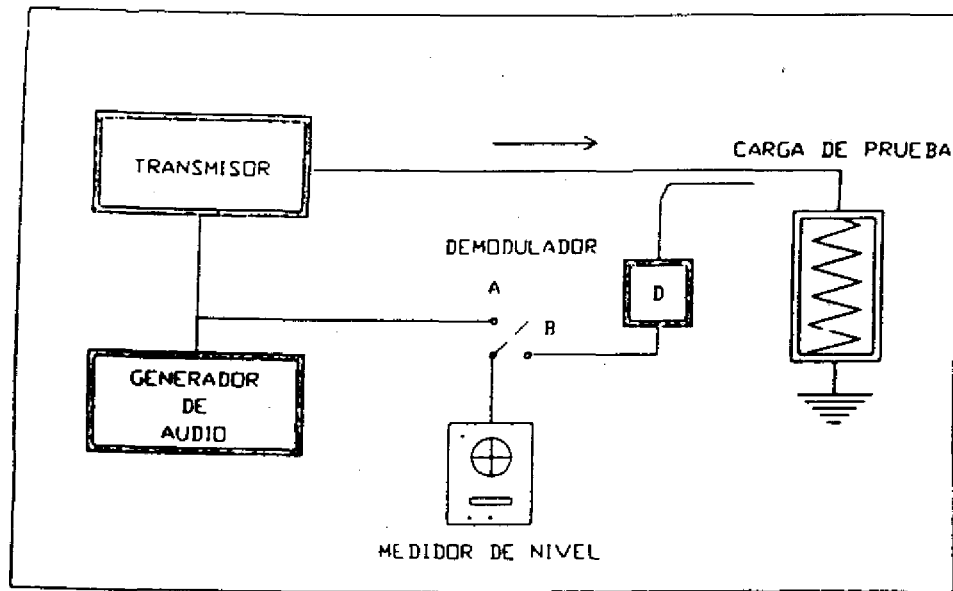 TRANSMISOR
CARGA DE PRUEBA
DEMODULADOR
A
B
D
GENERADOR
DE
AUDIO
MEDIDOR DE NIVEL